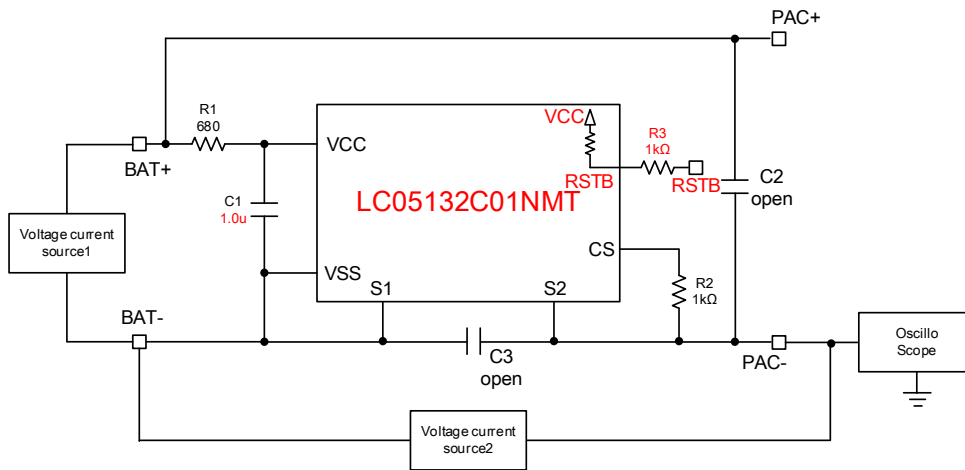 PAC+
R1
680
VCC
VCC
R3
1kΩ
BAT+
RSTB
RSTB
C2
open
C1
1.0u
LC05132C01NMT
Voltage current
source1
CS
VSS
R2
1kΩ
S1
S2
BAT-
C3
open
PAC-
Oscillo
Scope
Voltage current
source2